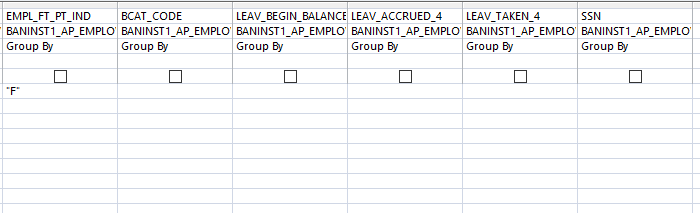 EMPL_FT_PT_IND BCAT_CODE LEAV_BEGIN_BALANCE LEAV_ACCRUED_4 LEAV_TAKEN_4 SSN
BANINST1_AP_EMPLO BANINST1_AP_EMPLO BANINST1_AP_EMPLO BANINST1_AP_EMPLO BANINST1_AP_EMPLO BANINST1_AP_EMPLO
Group By Group By Group By Group By Group By Group By
"F"